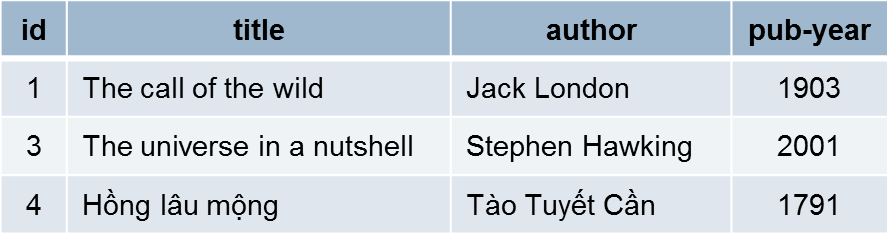 id title author pub-year
1 The call of the wild Jack London 1903
3 The universe in a nutshell Stephen Hawking 2001
4 Hồng lâu mộng Tào Tuyết Cần 1791